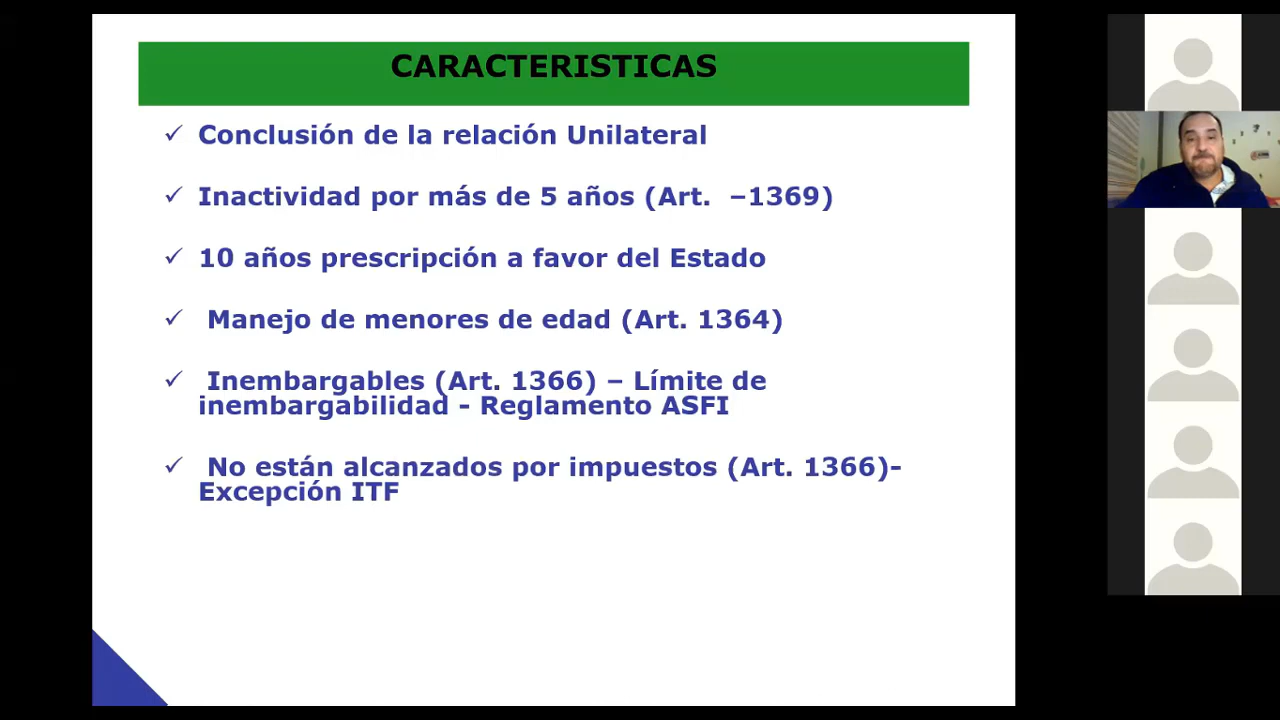 CARACTERISTICAS
✓ Conclusión de la relación Unilateral
✓ Inactividad por más de 5 años (Art. –1369)
✓ 10 años prescripción a favor del Estado
✓ Manejo de menores de edad (Art. 1364)
✓ Inembargables (Art. 1366) – Límite de
inembargabilidad - Reglamento ASFI
✓ No están alcanzados por impuestos (Art. 1366)-
Excepción ITF